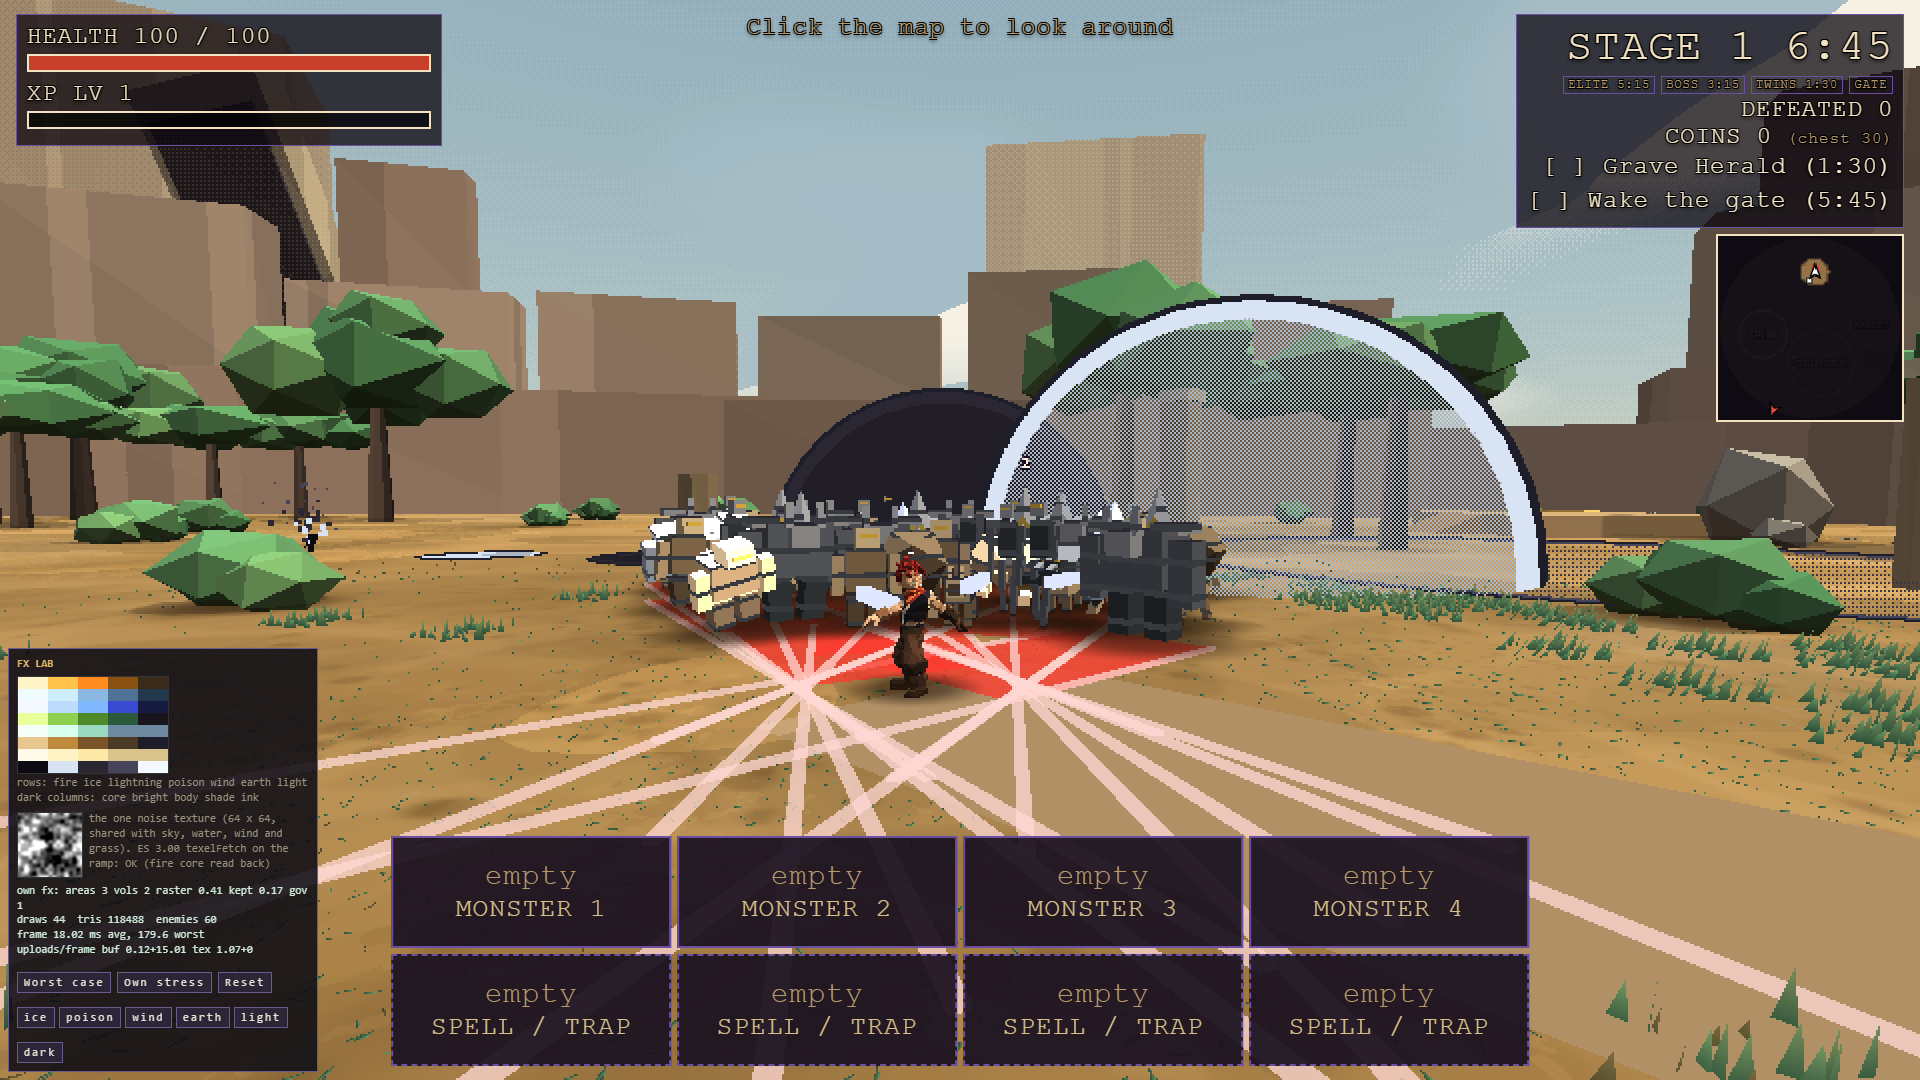 HEALTH 100 / 100
XP LV 1
Click the map to look around
STAGE 1 6:45
ELITE 5:15 BOSS 3:15 TWINS 1:30 GATE
DEFEATED 0
COINS 0 (chest 30)
[ ] Grave Herald (1:30)
[ ] Wake the gate (5:45)
2
FX LAB
rows: fire ice lightning poison wind earth light
dark columns: core bright body shade ink
the one noise texture (64 x 64,
shared with sky, water, wind and
grass). ES 3.00 texelFetch on the
ramp: OK (fire core read back)
own fx: areas 3 vols 2 raster 0.41 kept 0.17 gov
1
draws 44 tris 118488 enemies 60
frame 18.02 ms avg, 179.6 worst
uploads/frame buf 0.12+15.01 tex 1.07+0
Worst case Own stress Reset
ice poison wind earth light
dark
empty empty empty empty
MONSTER 1 MONSTER 2 MONSTER 3 MONSTER 4
empty empty empty empty
SPELL / TRAP SPELL / TRAP SPELL / TRAP SPELL / TRAP